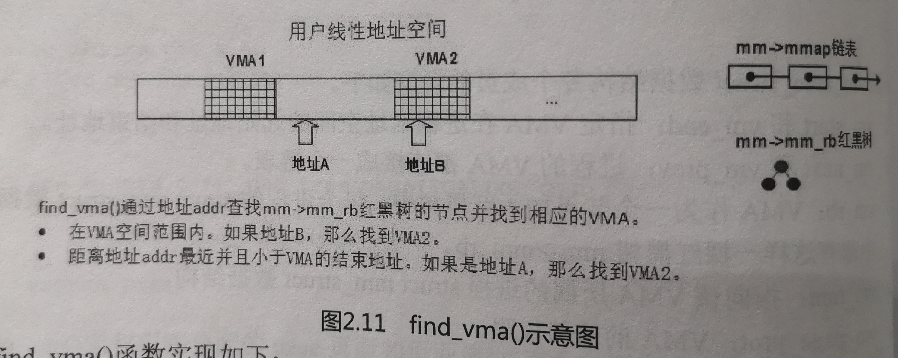 用户线性地址空间
VMA1
VMA2
mm->mmap链表
...
地址A
地址B
mm->mm_rb红黑树
find_vma()通过地址addr查找mm->mm_rb红黑树的节点并找到相应的VMA。
• 在VMA空间范围内。如果地址B，那么找到VMA2。
• 距离地址addr最近并且小于VMA的结束地址。如果是地址A，那么找到VMA2。
图2.11 find_vma()示意图
find_vma()函数实现如下：